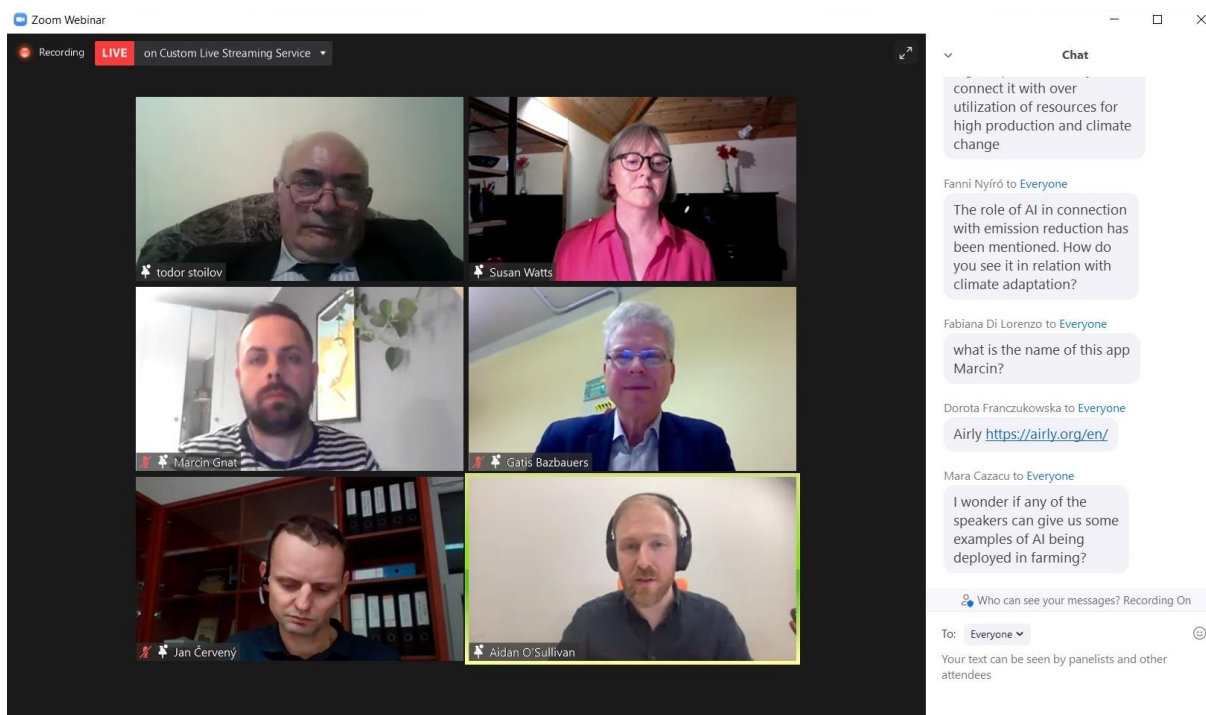 Zoom Webinar
Recording
LIVE
on Custom Live Streaming Service
todor stoilov
Susan Watts
Marcin Gnat
Gatis Bazbauers
Jan Červený
Aidan O'Sullivan
Chat
connect it with over
utilization of resources for
high production and climate
change
Fanni Nyírő to Everyone
The role of AI in connection
with emission reduction has
been mentioned. How do
you see it in relation with
climate adaptation?
Fabiana Di Lorenzo to Everyone
what is the name of this app
Marcin?
Dorota Franczukowska to Everyone
Airly https://airly.org/en/
Mara Cazacu to Everyone
I wonder if any of the
speakers can give us some
examples of AI being
deployed in farming?
Who can see your messages? Recording On
To: Everyone
Your text can be seen by panelists and other
attendees